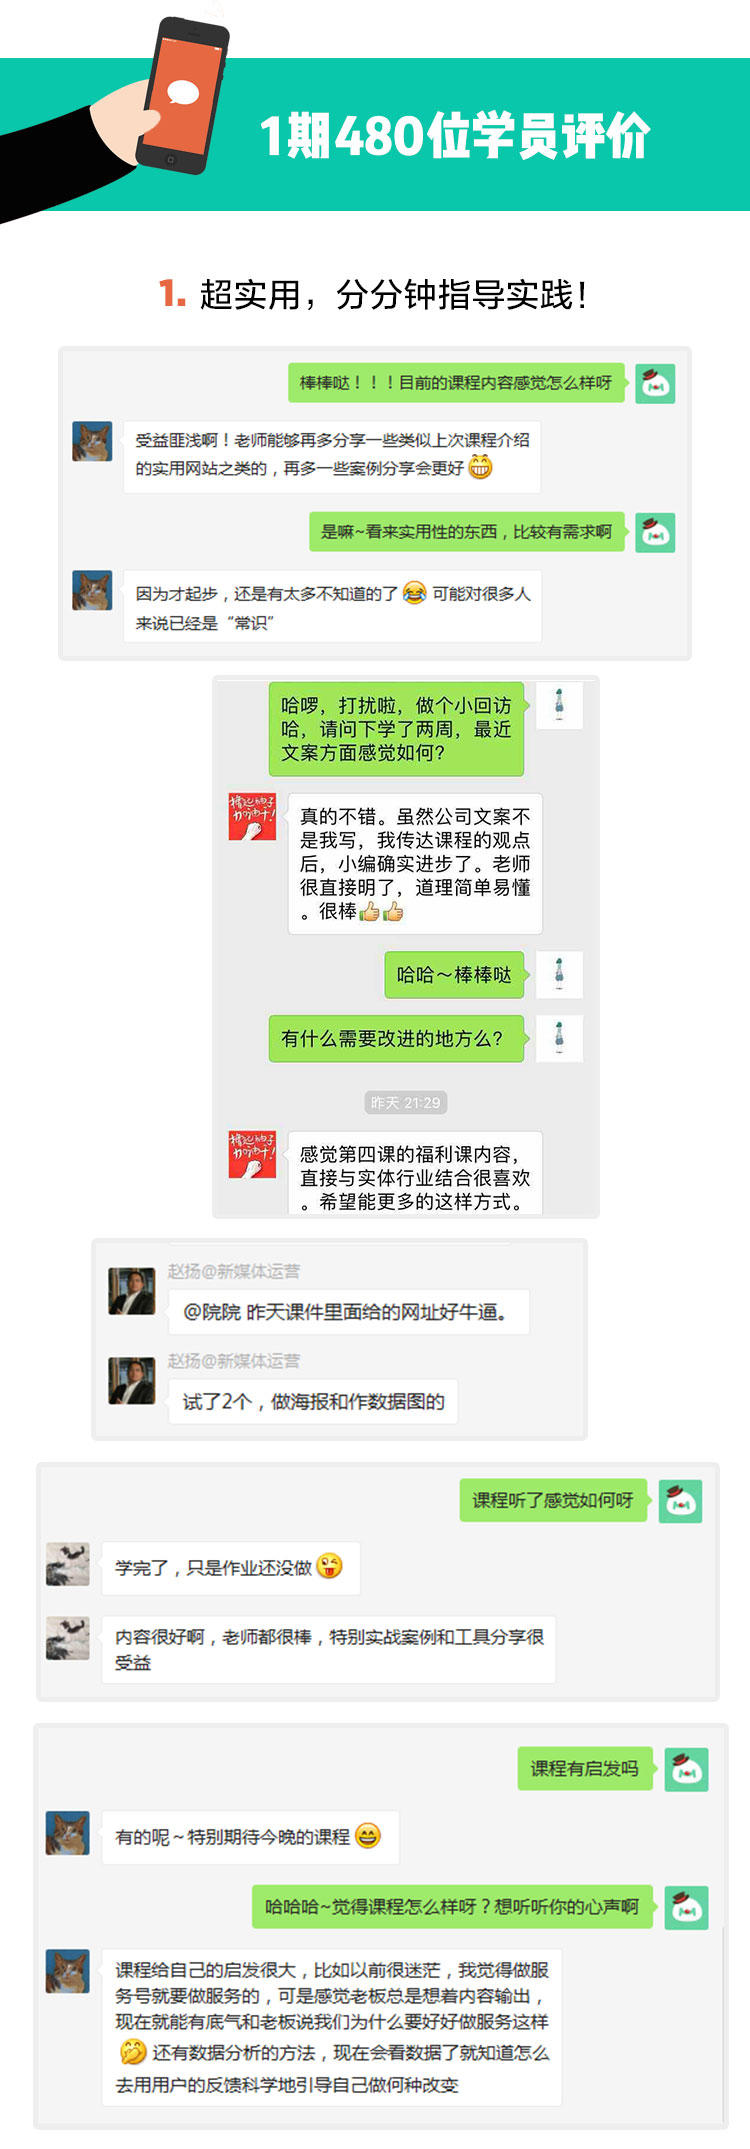 1期480位学员评价
1. 超实用，分分钟指导实践！
棒棒哒！！！目前的课程内容感觉怎么样呀
受益匪浅啊！老师能够再多分享一些类似上次课程介绍
的实用网站之类的，再多一些案例分享会更好😁
是嘛~看来实用性的东西，比较有需求啊
因为才起步，还是有太多不知道的了😂可能对很多人
来说已经是“常识”
哈啰，打扰啦，做个小回访
哈，请问下学了两周，最近
文案方面感觉如何？
真的不错。虽然公司文案不
是我写，我传达课程的观点
后，小编确实进步了。老师
很直接明了，道理简单易懂
。很棒👍👍
哈哈～棒棒哒
有什么需要改进的地方么？
昨天 21:29
感觉第四课的福利课内容，
直接与实体行业结合很喜欢
。希望能更多的这样方式。
赵扬@新媒体运营
@院院 昨天课件里面给的网址好牛逼。
赵扬@新媒体运营
试了2个，做海报和作数据图的
课程听了感觉如何呀
学完了，只是作业还没做😜
内容很好啊，老师都很棒，特别实战案例和工具分享很
受益
课程有启发吗
有的呢～特别期待今晚的课程😄
哈哈哈~觉得课程怎么样呀？想听听你的心声啊
课程给自己的启发很大，比如以前很迷茫，我觉得做服
务号就要做服务的，可是感觉老板总是想着内容输出，
现在就能有底气和老板说我们为什么要好好做服务这样
🤭还有数据分析的方法，现在会看数据了就知道怎么
去用用户的反馈科学地引导自己做何种改变